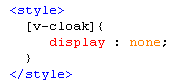 <style>
[v-cloak]{
display : none;
}
</style>